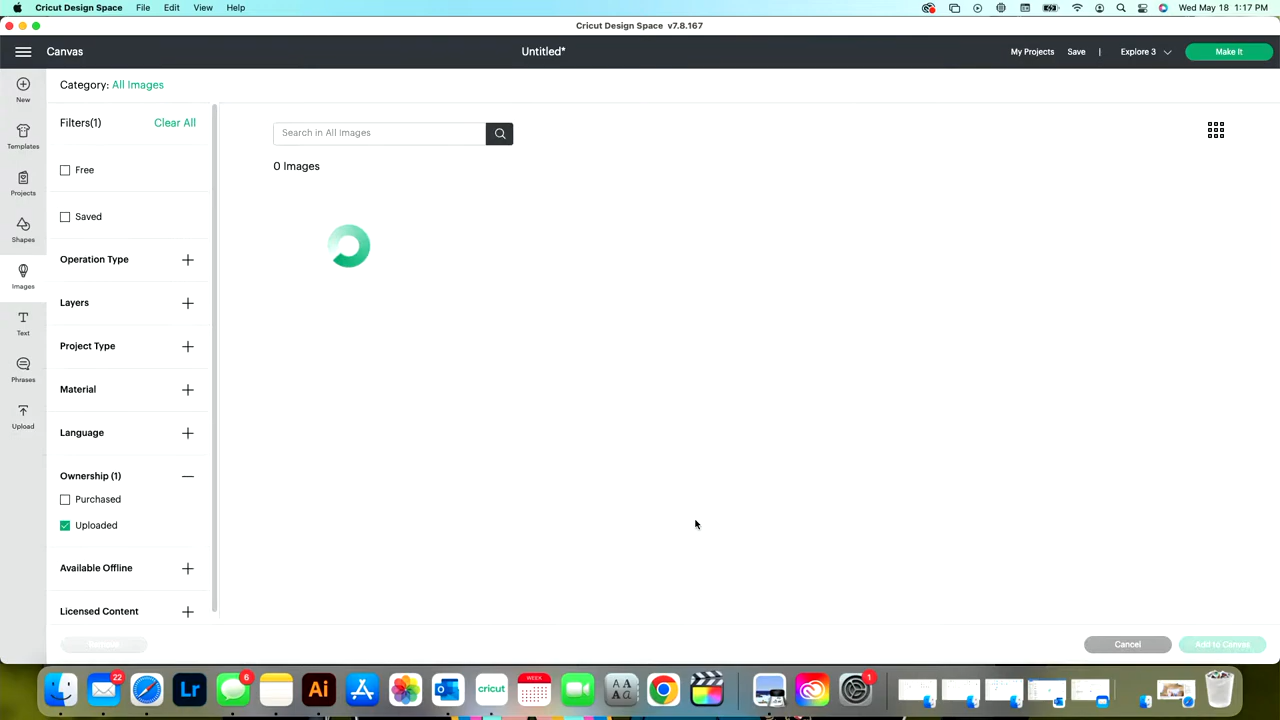 Cricut Design Space File Edit View Help Wed May 18 1:17 PM
Cricut Design Space v7.8.167
Canvas Untitled* My Projects Save | Explore 3 Make It
Category: All Images
New
Templates
Projects
Shapes
Images
Text
Phrases
Upload
Filters(1) Clear All
Free
Saved
Operation Type
Layers
Project Type
Material
Language
Ownership (1)
Purchased
Uploaded
Available Offline
Licensed Content
Search in All Images
0 Images
Cancel Add to Canvas
22 Lr 6 Ai cricut WEEK 1